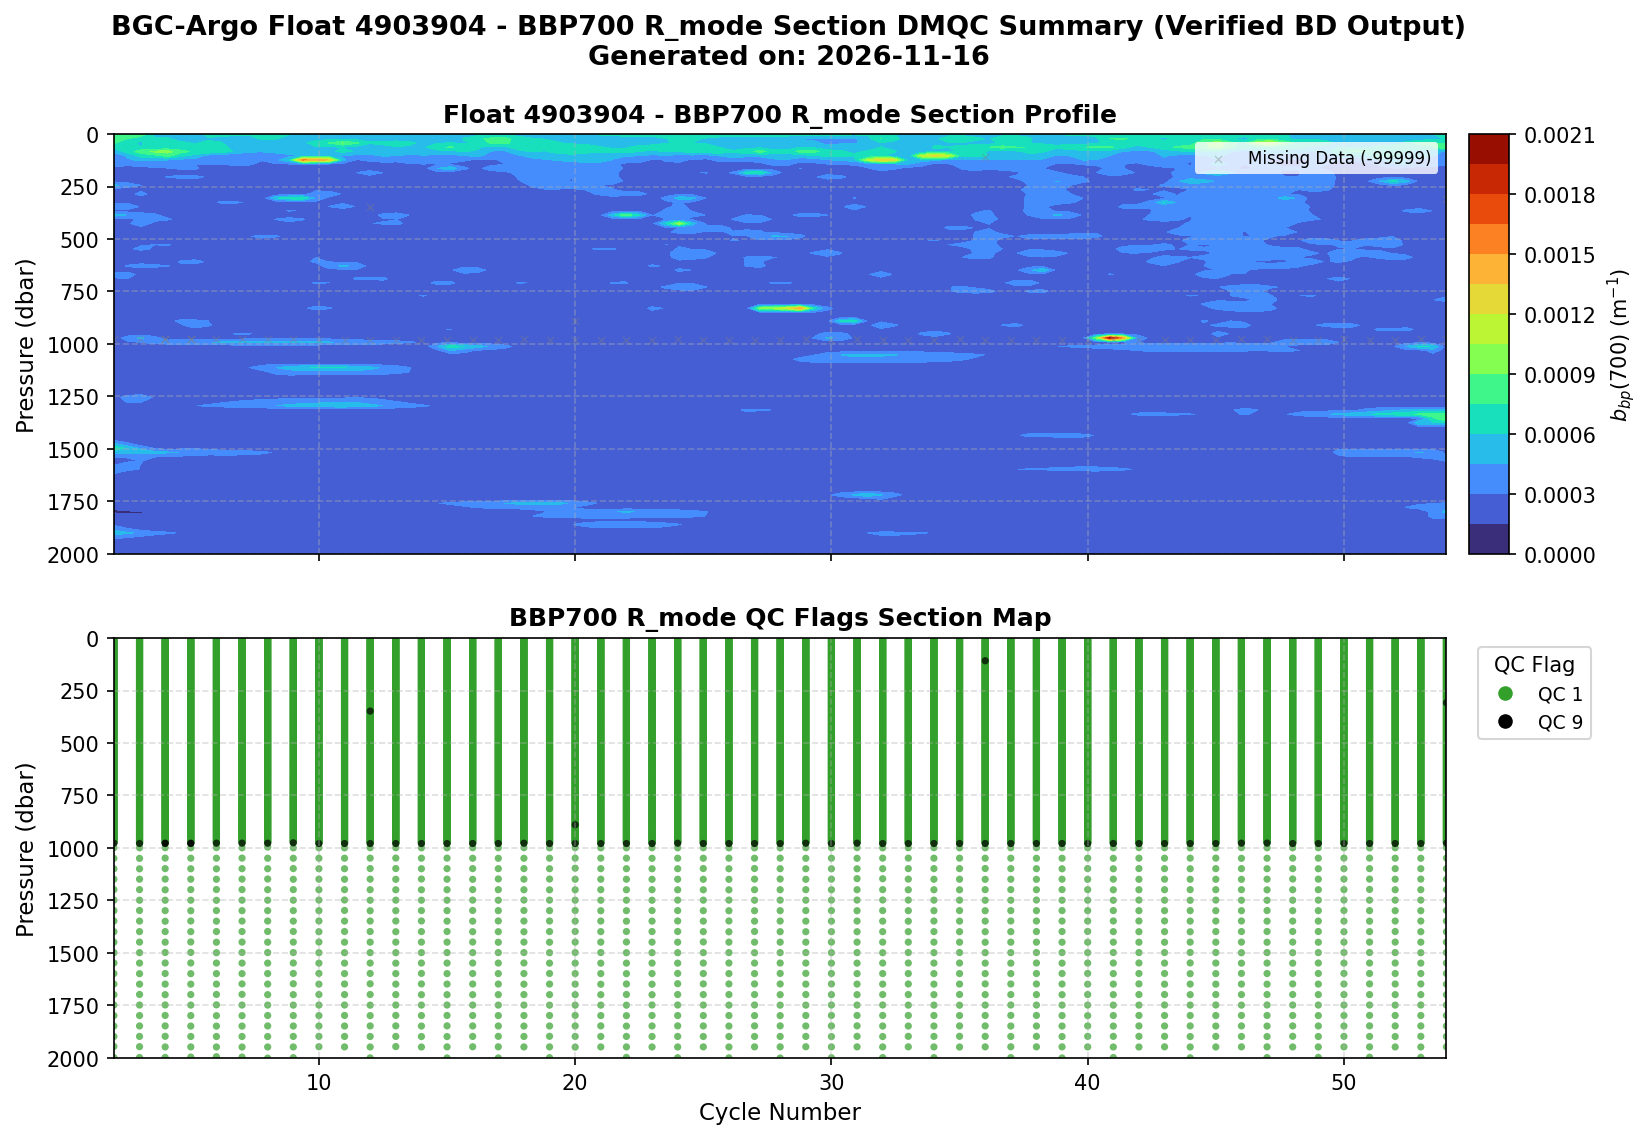 BGC-Argo Float 4903904 - BBP700 R_mode Section DMQC Summary (Verified BD Output)
Generated on: 2026-11-16
Float 4903904 - BBP700 R_mode Section Profile
Missing Data (-99999)
Pressure (dbar)
0
250
500
750
1000
1250
1500
1750
2000
0.0021
0.0018
0.0015
0.0012
0.0009
0.0006
0.0003
0.0000
b_bp(700) (m⁻¹)
BBP700 R_mode QC Flags Section Map
Pressure (dbar)
0
250
500
750
1000
1250
1500
1750
2000
10
20
30
40
50
Cycle Number
QC Flag
QC 1
QC 9